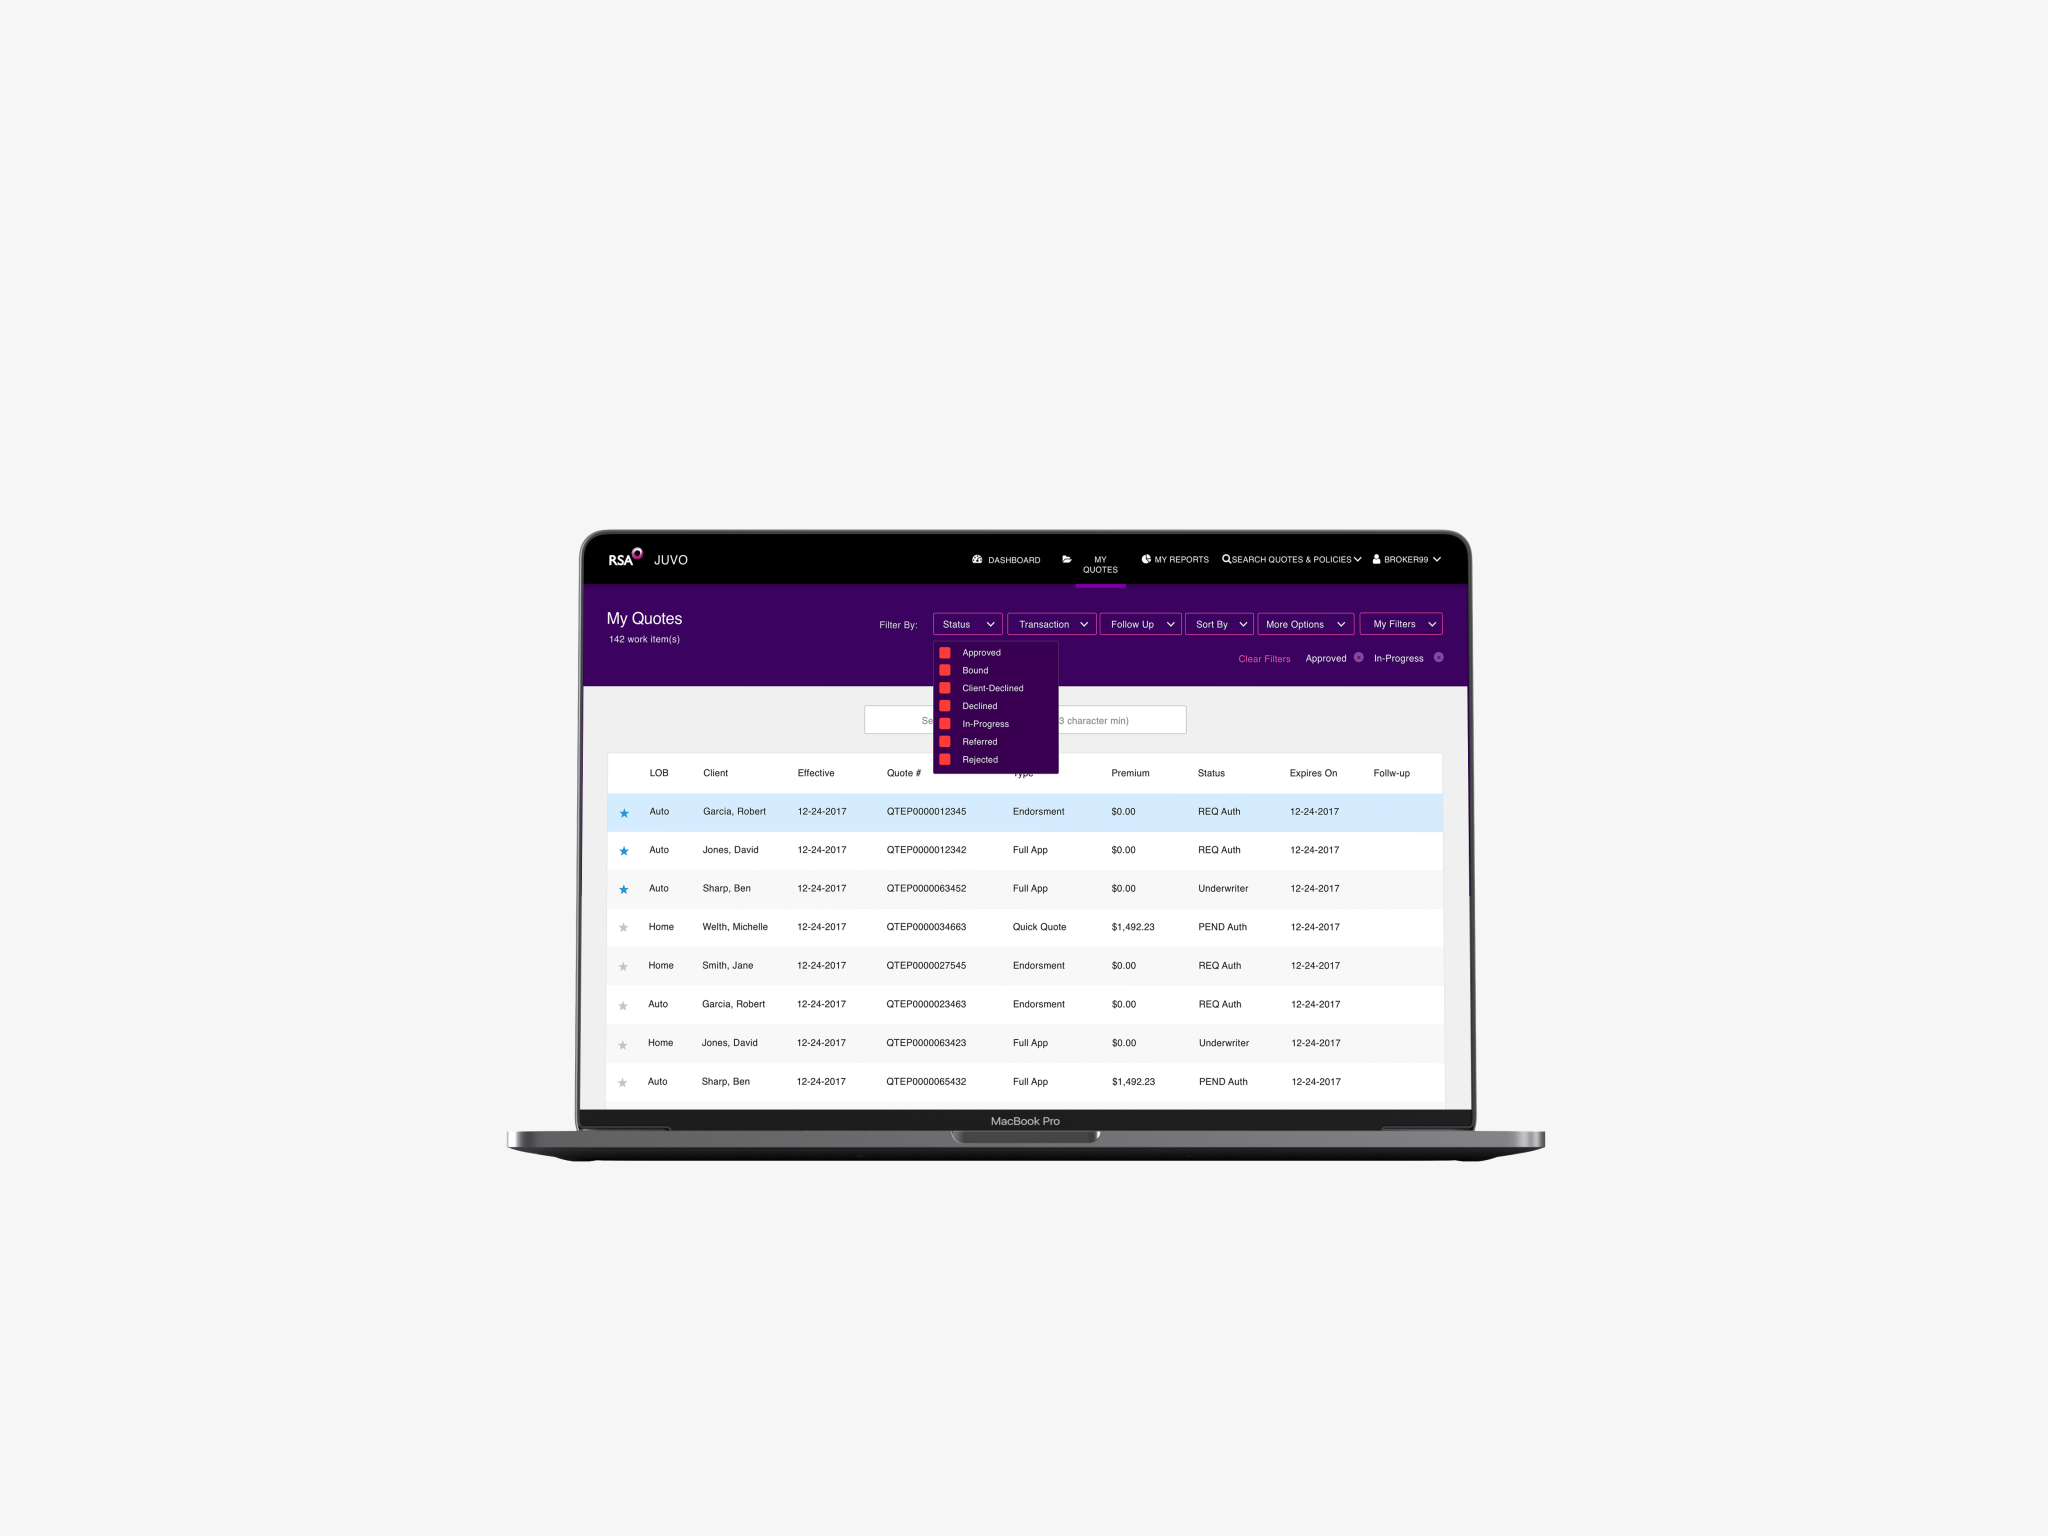 RSA JUVO DASHBOARD MY QUOTES MY REPORTS SEARCH QUOTES & POLICIES BROKER99
My Quotes
142 work item(s)
Filter By: Status Transaction Follow Up Sort By More Options My Filters
Clear Filters Approved In-Progress
Approved
Bound
Client-Declined
Declined
In-Progress
Referred
Rejected
3 character min)
LOB Client Effective Quote # Type Premium Status Expires On Follw-up
Auto Garcia, Robert 12-24-2017 QTEP0000012345 Endorsment $0.00 REQ Auth 12-24-2017
Auto Jones, David 12-24-2017 QTEP0000012342 Full App $0.00 REQ Auth 12-24-2017
Auto Sharp, Ben 12-24-2017 QTEP0000063452 Full App $0.00 Underwriter 12-24-2017
Home Welth, Michelle 12-24-2017 QTEP0000034663 Quick Quote $1,492.23 PEND Auth 12-24-2017
Home Smith, Jane 12-24-2017 QTEP0000027545 Endorsment $0.00 REQ Auth 12-24-2017
Auto Garcia, Robert 12-24-2017 QTEP0000023463 Endorsment $0.00 REQ Auth 12-24-2017
Home Jones, David 12-24-2017 QTEP0000063423 Full App $0.00 Underwriter 12-24-2017
Auto Sharp, Ben 12-24-2017 QTEP0000065432 Full App $1,492.23 PEND Auth 12-24-2017
MacBook Pro